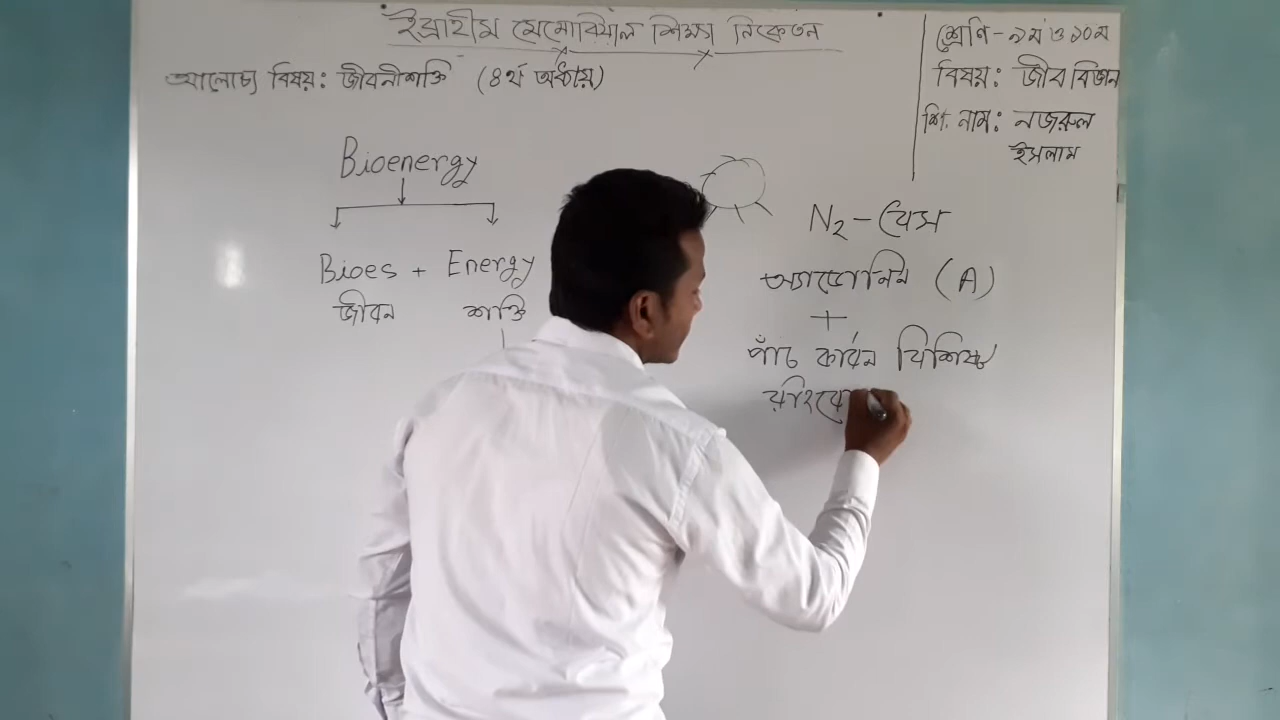 ইব্রাহীম মেমোরিয়াল শিক্ষা নিকেতন
আলোচ্য বিষয়: জীবনীশক্তি (৪র্থ অধ্যায়)
শ্রেণি-৯ম ও ১০ম
বিষয়: জীব বিজ্ঞান
শি. নাম: নজরুল
ইসলাম
Bioenergy
Bioes + Energy
জীবন শক্তি
N₂-বেস
অ্যাডোনিন (A)
+
পাঁচ কার্বন বিশিষ্ট